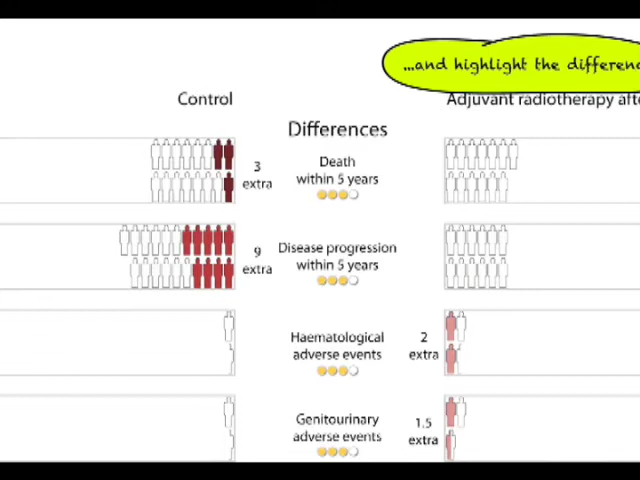 ...and highlight the differenc
Control
Adjuvant radiotherapy afte
Differences
3
extra
Death
within 5 years
9
extra
Disease progression
within 5 years
Haematological
adverse events
2
extra
Genitourinary
adverse events
1.5
extra